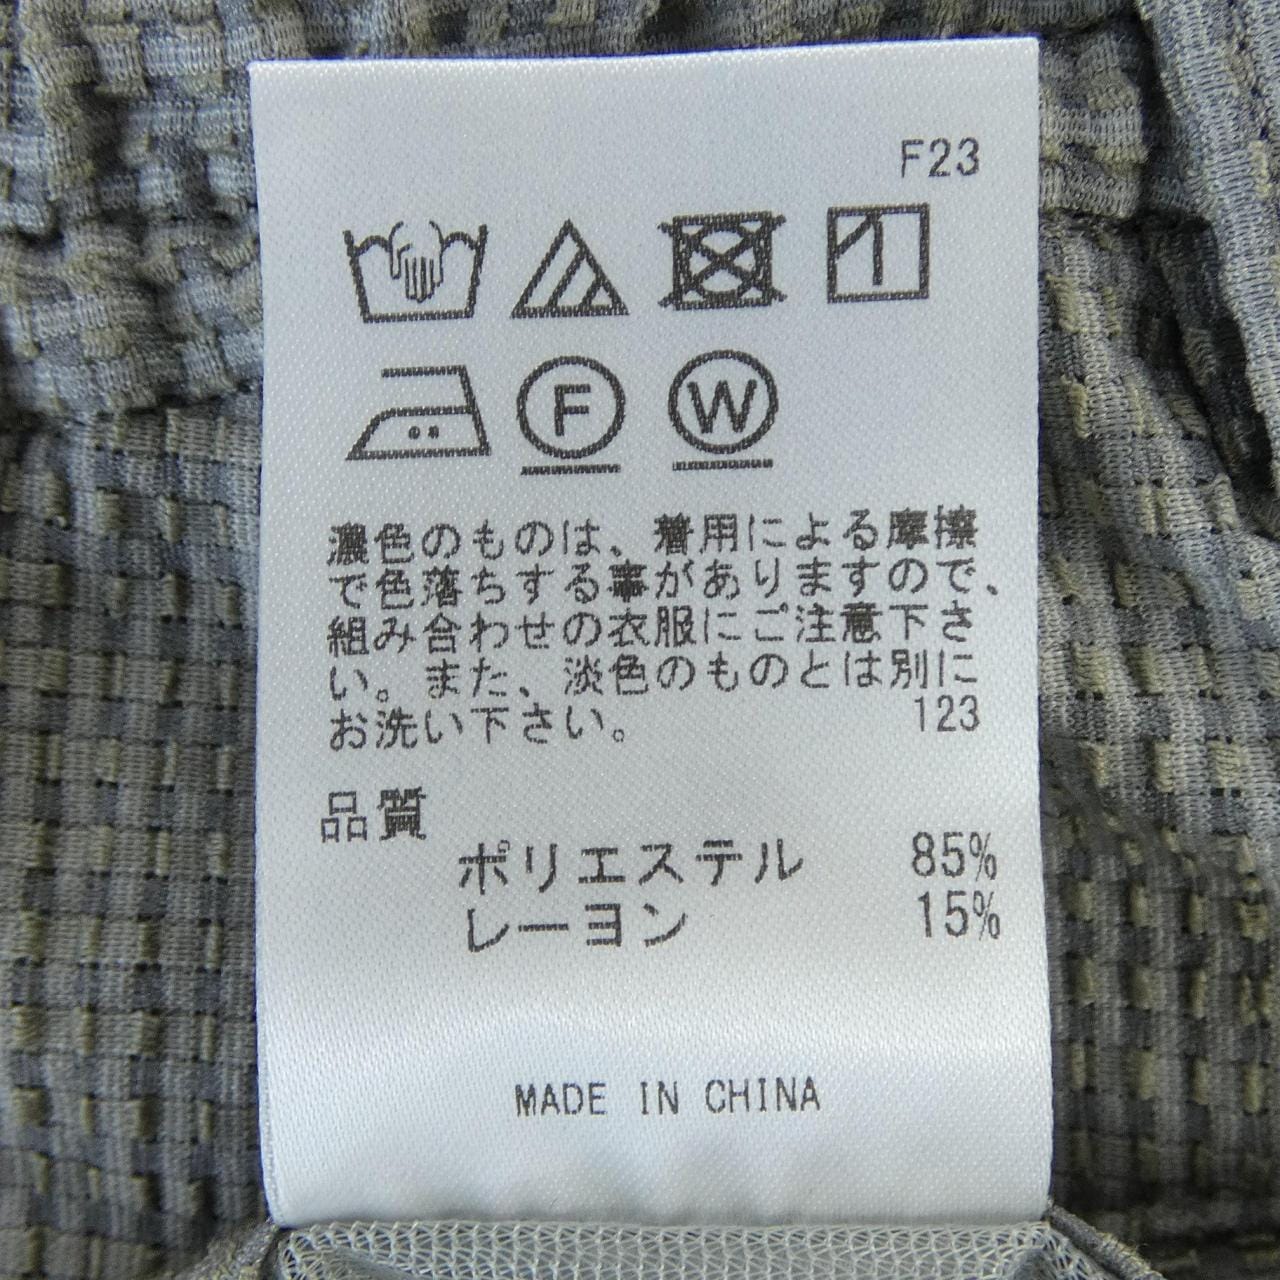 F23
F W
濃色のものは、着用による摩擦
で色落ちする事がありますので、
組み合わせの衣服にご注意下さ
い。また、淡色のものとは別に
お洗い下さい。 123
品質
ポリエステル 85%
レーヨン 15%
MADE IN CHINA